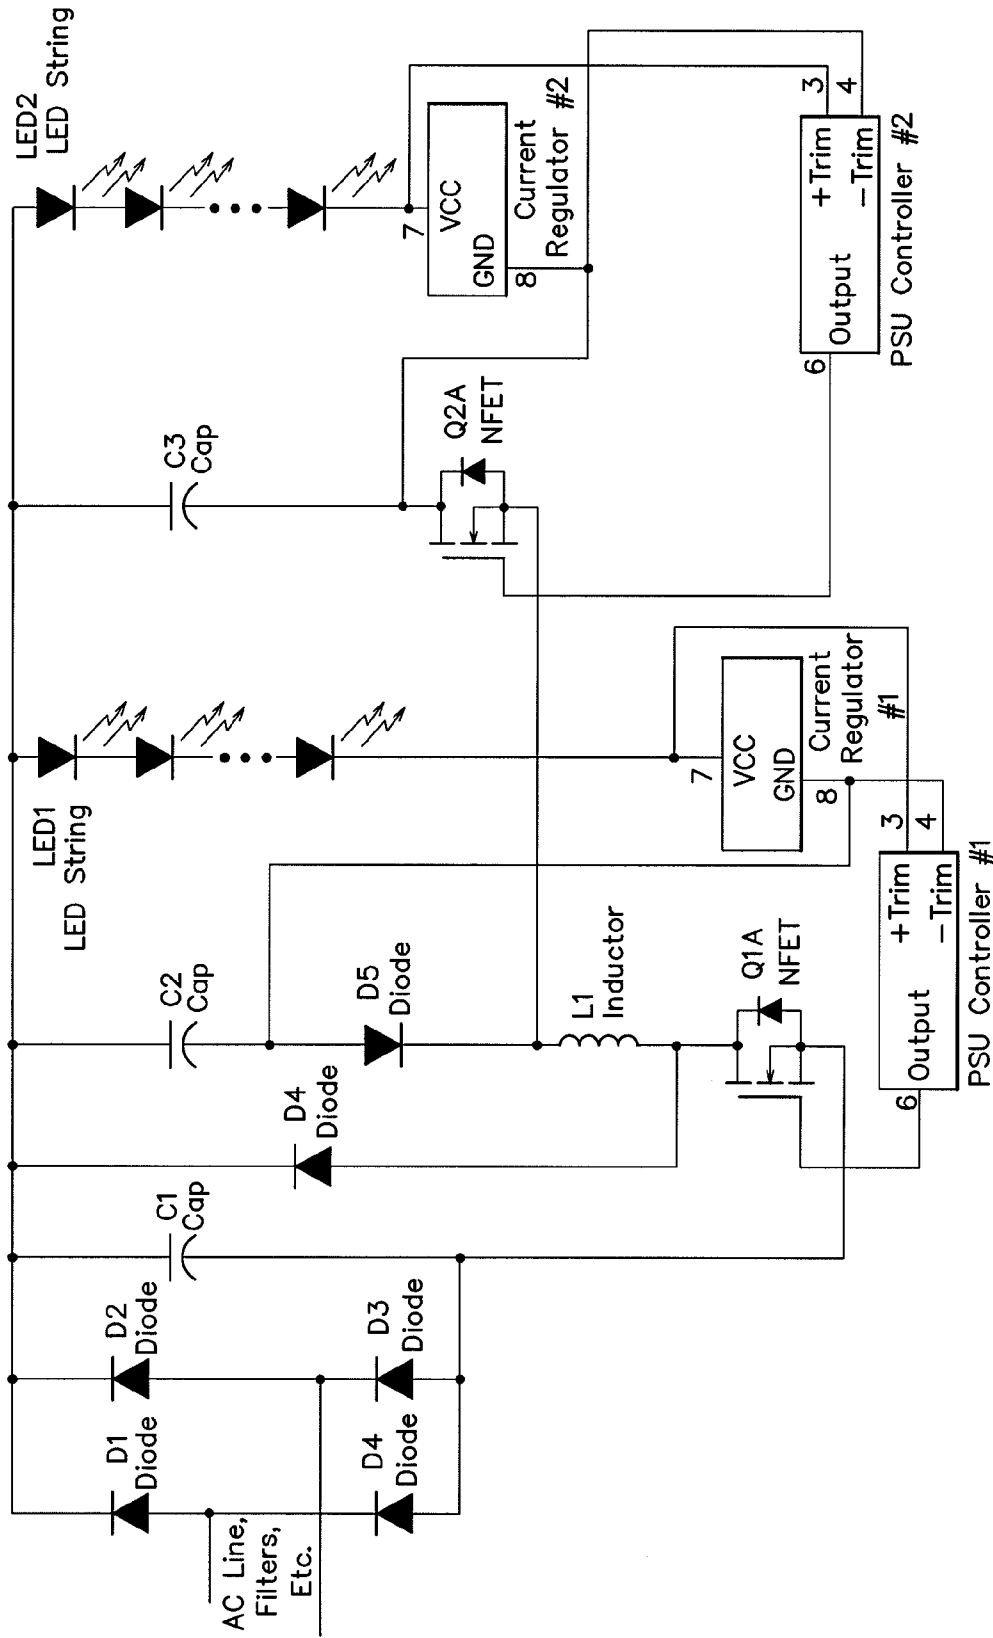 AC Line,
Filters,
Etc.
D1
Diode
D4
Diode
D2
Diode
D3
Diode
C1
Cap
D4
Diode
C2
Cap
D5
Diode
L1
Inductor
Q1A
NFET
6
Output
+Trim
−Trim
3
4
PSU Controller #1
LED1
LED String
7
VCC
GND
8
Current
Regulator
#1
C3
Cap
Q2A
NFET
LED2
LED String
7
VCC
GND
8
Current
Regulator #2
6
Output
+Trim
−Trim
3
4
PSU Controller #2